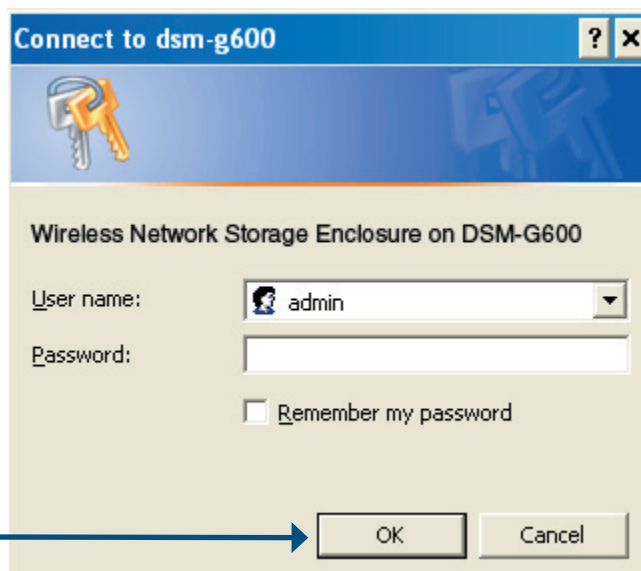 Connect to dsm-g600
Wireless Network Storage Enclosure on DSM-G600
User name:
admin
Password:
Remember my password
OK
Cancel